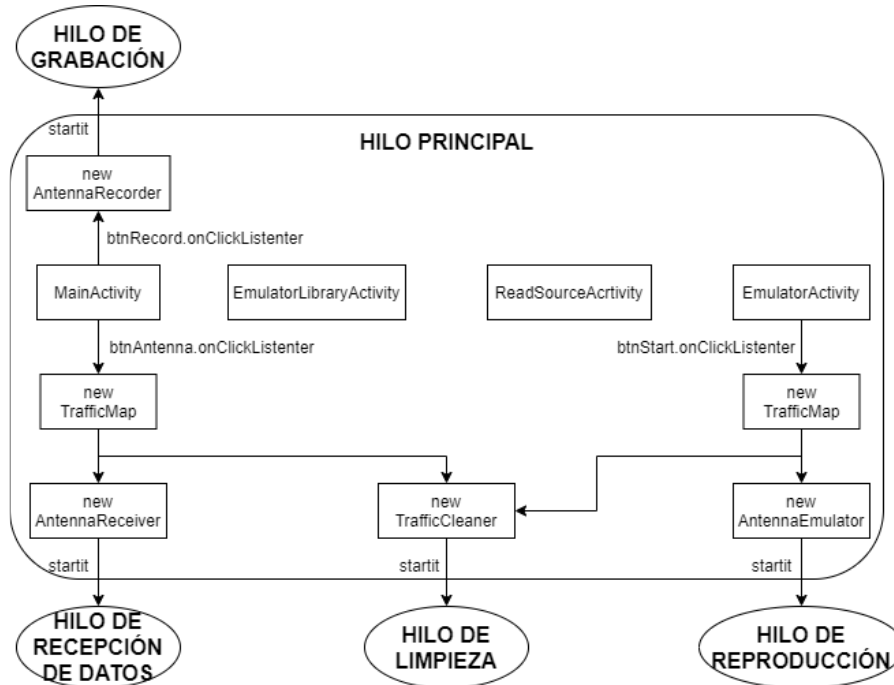 HILO DE
GRABACIÓN
startit
HILO PRINCIPAL
new
AntennaRecorder
btnRecord.onClickListenter
MainActivity
EmulatorLibraryActivity
ReadSourceAcrtivity
EmulatorActivity
btnAntenna.onClickListenter
btnStart.onClickListenter
new
TrafficMap
new
TrafficMap
new
AntennaReceiver
new
TrafficCleaner
new
AntennaEmulator
startit
startit
startit
HILO DE
RECEPCIÓN
DE DATOS
HILO DE
LIMPIEZA
HILO DE
REPRODUCCIÓN